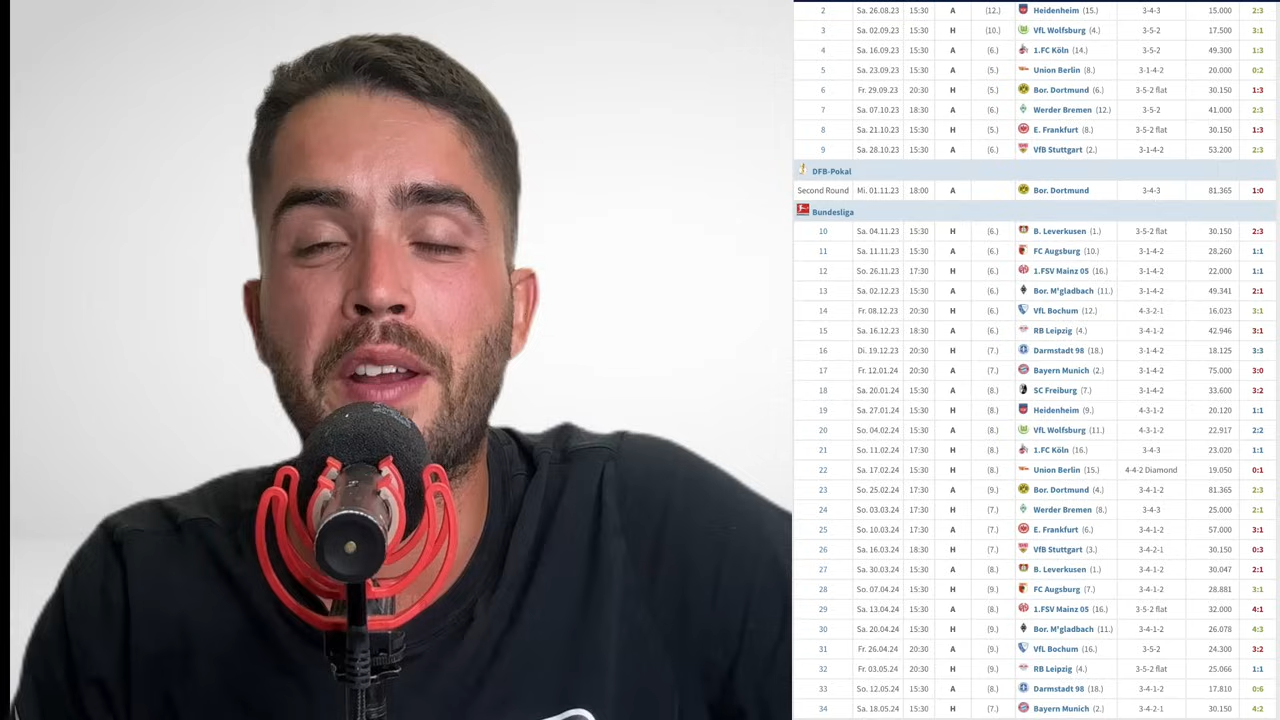 2 Sa. 26.08.23 15:30 A (12.) Heidenheim (15.) 3-4-3 15.000 2:3
3 Sa. 02.09.23 15:30 H (10.) VfL Wolfsburg (4.) 3-5-2 17.500 3:1
4 Sa. 16.09.23 15:30 A (6.) 1.FC Köln (14.) 3-5-2 49.300 1:3
5 Sa. 23.09.23 15:30 A (5.) Union Berlin (8.) 3-1-4-2 20.000 0:2
6 Fr. 29.09.23 20:30 H (5.) Bor. Dortmund (6.) 3-5-2 flat 30.150 1:3
7 Sa. 07.10.23 18:30 A (6.) Werder Bremen (12.) 3-5-2 41.000 2:3
8 Sa. 21.10.23 15:30 H (5.) E. Frankfurt (8.) 3-5-2 flat 30.150 1:3
9 Sa. 28.10.23 15:30 A (6.) VfB Stuttgart (2.) 3-1-4-2 53.200 2:3
DFB-Pokal
Second Round Mi. 01.11.23 18:00 A Bor. Dortmund 3-4-3 81.365 1:0
Bundesliga
10 Sa. 04.11.23 15:30 H (6.) B. Leverkusen (1.) 3-5-2 flat 30.150 2:3
11 Sa. 11.11.23 15:30 A (6.) FC Augsburg (10.) 3-1-4-2 28.260 1:1
12 So. 26.11.23 17:30 H (6.) 1.FSV Mainz 05 (16.) 3-1-4-2 22.000 1:1
13 Sa. 02.12.23 15:30 A (6.) Bor. M'gladbach (11.) 3-1-4-2 49.341 2:1
14 Fr. 08.12.23 20:30 H (6.) VfL Bochum (12.) 4-3-2-1 16.023 3:1
15 Sa. 16.12.23 18:30 A (6.) RB Leipzig (4.) 3-4-1-2 42.946 3:1
16 Di. 19.12.23 20:30 H (7.) Darmstadt 98 (18.) 3-1-4-2 18.125 3:3
17 Fr. 12.01.24 20:30 A (7.) Bayern Munich (2.) 3-1-4-2 75.000 3:0
18 Sa. 20.01.24 15:30 A (8.) SC Freiburg (7.) 3-1-4-2 33.600 3:2
19 Sa. 27.01.24 15:30 H (8.) Heidenheim (9.) 4-3-1-2 20.120 1:1
20 So. 04.02.24 15:30 A (8.) VfL Wolfsburg (11.) 4-3-1-2 22.917 2:2
21 So. 11.02.24 17:30 H (8.) 1.FC Köln (16.) 3-4-3 23.020 1:1
22 Sa. 17.02.24 15:30 H (8.) Union Berlin (15.) 4-4-2 Diamond 19.050 0:1
23 So. 25.02.24 17:30 A (9.) Bor. Dortmund (4.) 3-4-1-2 81.365 2:3
24 So. 03.03.24 17:30 H (7.) Werder Bremen (8.) 3-4-3 25.000 2:1
25 So. 10.03.24 17:30 A (7.) E. Frankfurt (6.) 3-4-1-2 57.000 3:1
26 Sa. 16.03.24 18:30 H (7.) VfB Stuttgart (3.) 3-4-2-1 30.150 0:3
27 Sa. 30.03.24 15:30 A (8.) B. Leverkusen (1.) 3-4-1-2 30.047 2:1
28 So. 07.04.24 15:30 H (9.) FC Augsburg (7.) 3-4-1-2 28.881 3:1
29 Sa. 13.04.24 15:30 A (8.) 1.FSV Mainz 05 (16.) 3-5-2 flat 32.000 4:1
30 Sa. 20.04.24 15:30 H (9.) Bor. M'gladbach (11.) 3-4-1-2 26.078 4:3
31 Fr. 26.04.24 20:30 A (9.) VfL Bochum (16.) 3-5-2 24.300 3:2
32 Fr. 03.05.24 20:30 H (9.) RB Leipzig (4.) 3-5-2 flat 25.066 1:1
33 So. 12.05.24 15:30 A (8.) Darmstadt 98 (18.) 3-4-1-2 17.810 0:6
34 Sa. 18.05.24 15:30 H (7.) Bayern Munich (2.) 3-4-2-1 30.150 4:2